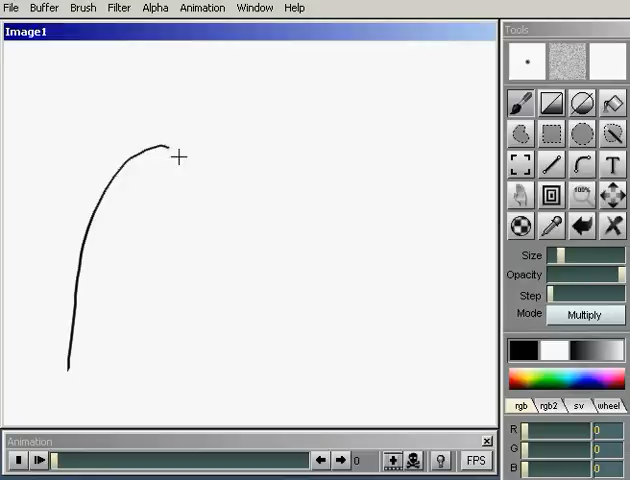 File Buffer Brush Filter Alpha Animation Window Help
Image1
Tools
T
100%
Size
Opacity
Step
Mode Multiply
rgb rgb2 sv wheel
R 0
G 0
B 0
Animation
0 FPS